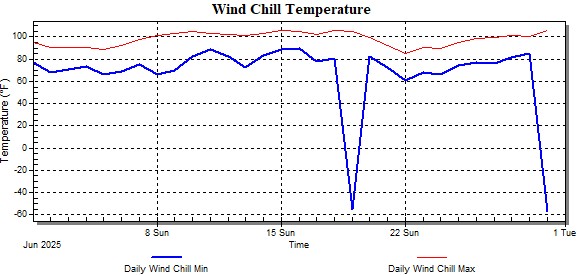 Wind Chill Temperature
Temperature (°F)
100
80
60
40
20
0
-20
-40
-60
8 Sun
15 Sun
22 Sun
1 Tue
Jun 2025
Time
Daily Wind Chill Min
Daily Wind Chill Max